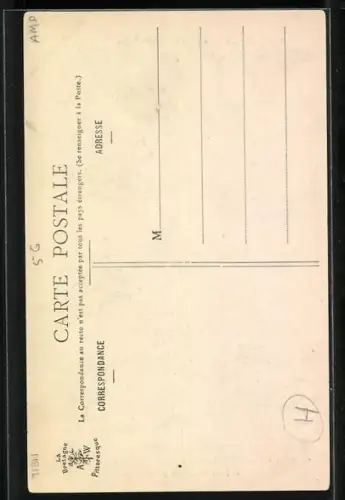 La
Bretagne
A W
Pittoresque
CARTE POSTALE
La Correspondance au recto n'est pas acceptée par tous les pays étrangers. (Se renseigner à la Poste.)
CORRESPONDANCE
ADRESSE
M
AMD
5G
H